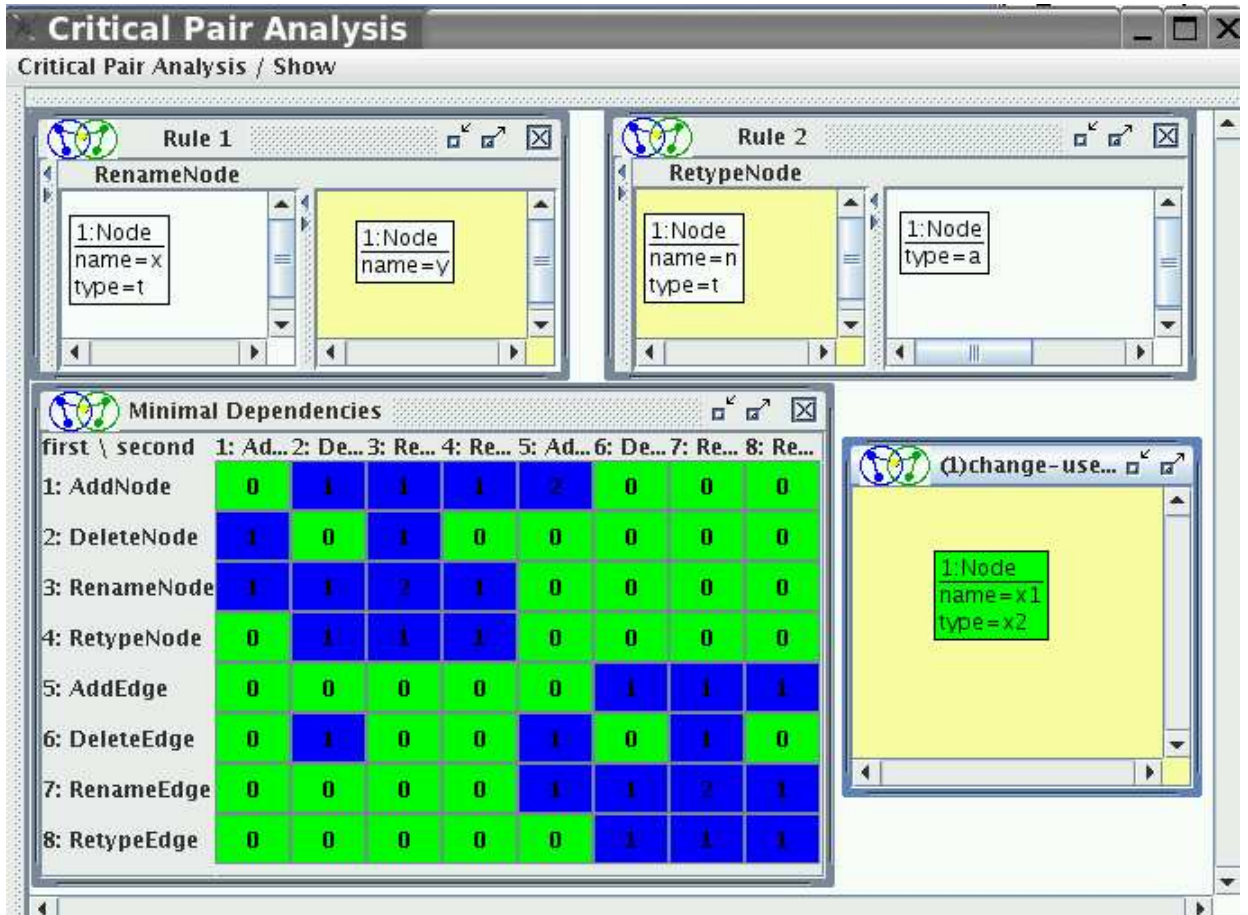 Critical Pair Analysis
Critical Pair Analysis / Show
Rule 1
RenameNode
1:Node
name=x
type=t
1:Node
name=y
Rule 2
RetypeNode
1:Node
name=n
type=t
1:Node
type=a
Minimal Dependencies
first \ second 1: Ad... 2: De... 3: Re... 4: Re... 5: Ad... 6: De... 7: Re... 8: Re...
1: AddNode 0 1 1 1 2 0 0 0
2: DeleteNode 1 0 1 0 0 0 0 0
3: RenameNode 1 1 2 1 0 0 0 0
4: RetypeNode 0 1 1 1 0 0 0 0
5: AddEdge 0 0 0 0 0 1 1 1
6: DeleteEdge 0 1 0 0 1 0 1 0
7: RenameEdge 0 0 0 0 1 1 2 1
8: RetypeEdge 0 0 0 0 0 1 1 1
(1)change-use...
1:Node
name=x1
type=x2